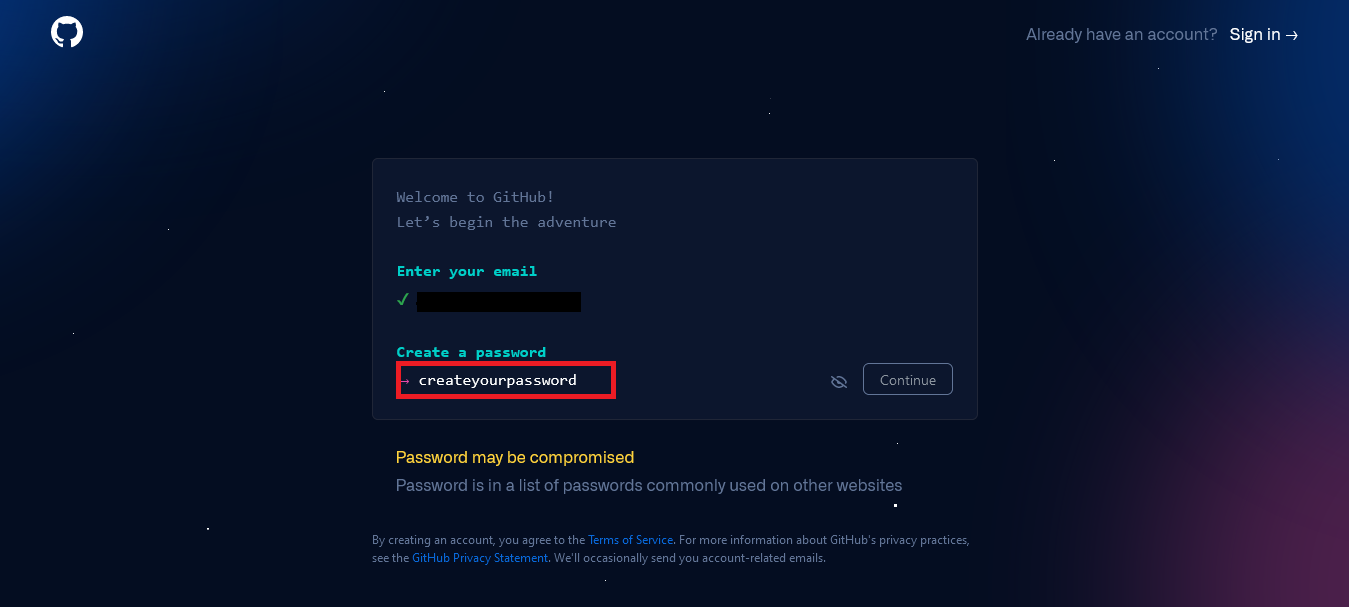 Already have an account? Sign in →
Welcome to GitHub!
Let’s begin the adventure
Enter your email
✓
Create a password
→ createyourpassword
Continue
Password may be compromised
Password is in a list of passwords commonly used on other websites
By creating an account, you agree to the Terms of Service. For more information about GitHub's privacy practices,
see the GitHub Privacy Statement. We'll occasionally send you account-related emails.